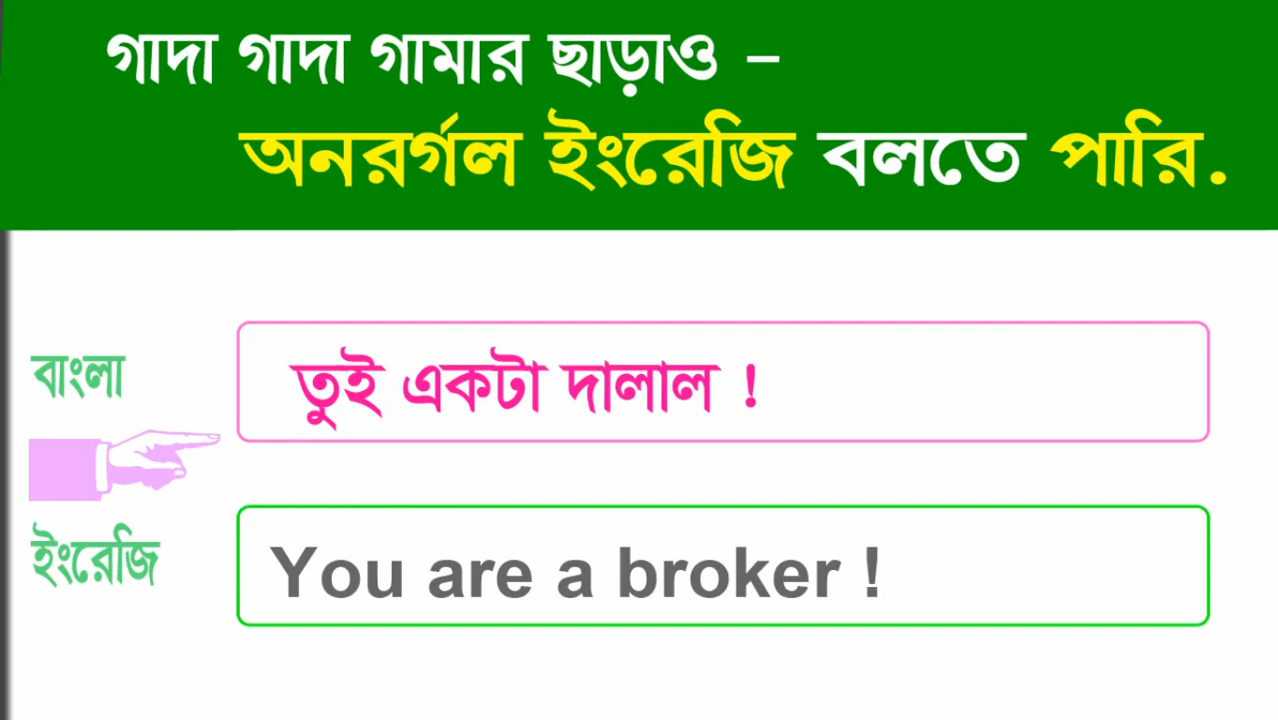 গাদা গাদা গামার ছাড়াও –
অনরর্গল ইংরেজি বলতে পারি.
বাংলা
তুই একটা দালাল !
ইংরেজি
You are a broker !